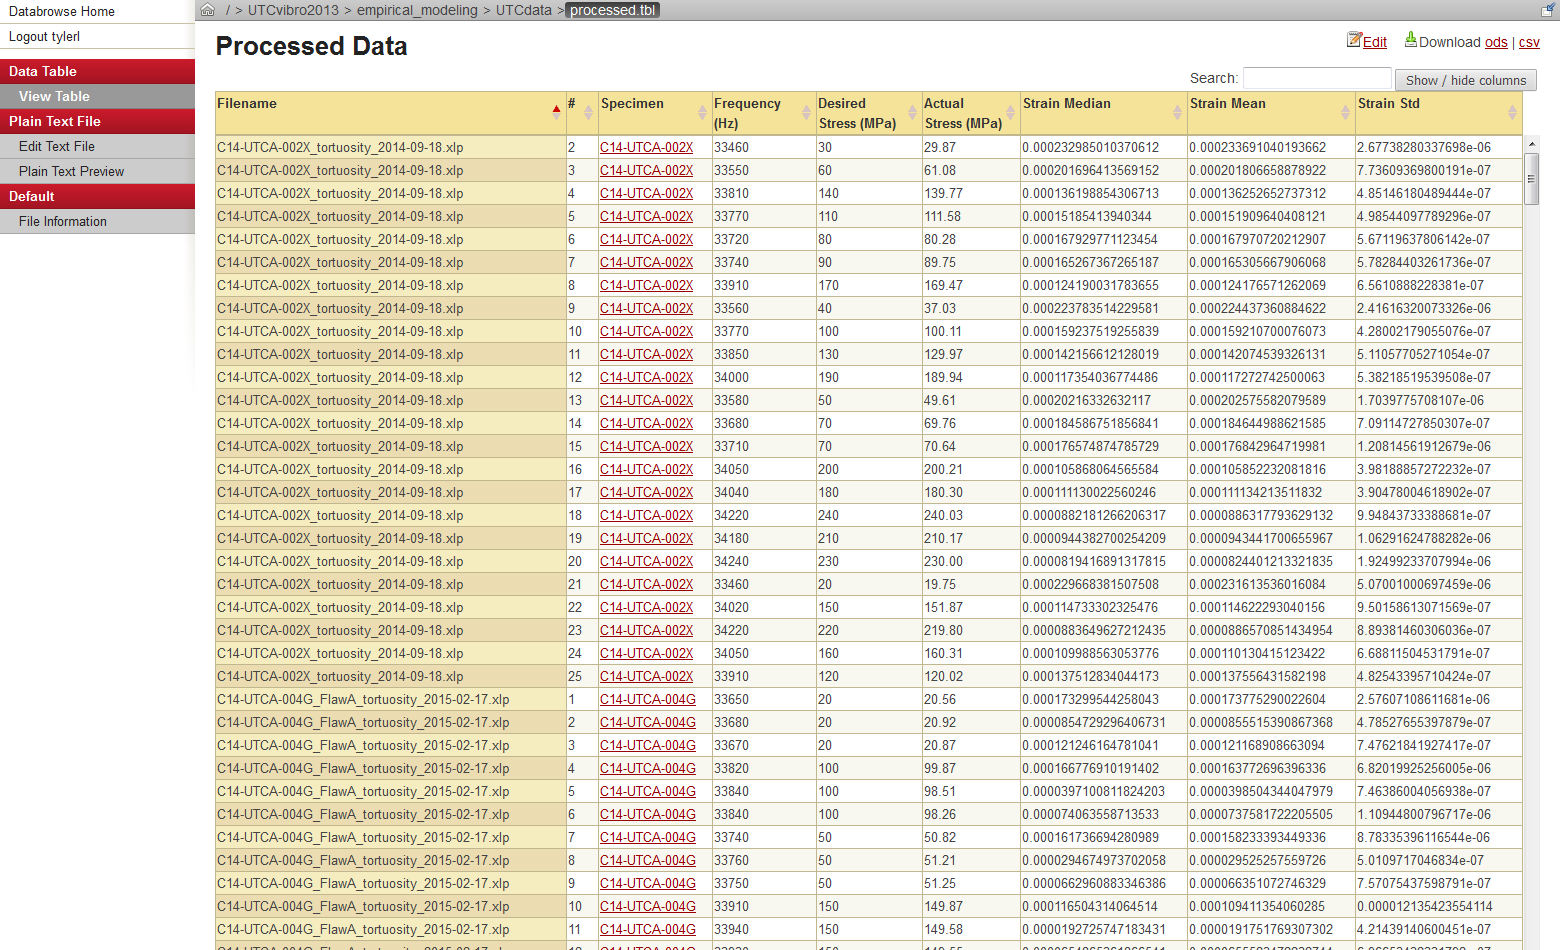 Databrowse Home
Logout tylerl
Data Table
View Table
Plain Text File
Edit Text File
Plain Text Preview
Default
File Information
/ > UTCvibro2013 > empirical_modeling > UTCdata > processed.tbl
Processed Data
Edit Download ods | csv
Search: Show / hide columns
Filename # Specimen Frequency (Hz) Desired Stress (MPa) Actual Stress (MPa) Strain Median Strain Mean Strain Std
C14-UTCA-002X_tortuosity_2014-09-18.xlp 2 C14-UTCA-002X 33460 30 29.87 0.000232985010370612 0.000233691040193662 2.67738280337698e-06
C14-UTCA-002X_tortuosity_2014-09-18.xlp 3 C14-UTCA-002X 33550 60 61.08 0.000201696413569152 0.000201806658878922 7.73609369800191e-07
C14-UTCA-002X_tortuosity_2014-09-18.xlp 4 C14-UTCA-002X 33810 140 139.77 0.000136198854306713 0.000136252652737312 4.85146180489444e-07
C14-UTCA-002X_tortuosity_2014-09-18.xlp 5 C14-UTCA-002X 33770 110 111.58 0.00015185413940344 0.000151909640408121 4.98544097789296e-07
C14-UTCA-002X_tortuosity_2014-09-18.xlp 6 C14-UTCA-002X 33720 80 80.28 0.000167929771123454 0.000167970720212907 5.67119637806142e-07
C14-UTCA-002X_tortuosity_2014-09-18.xlp 7 C14-UTCA-002X 33740 90 89.75 0.000165267367265187 0.000165305667906068 5.78284403261736e-07
C14-UTCA-002X_tortuosity_2014-09-18.xlp 8 C14-UTCA-002X 33910 170 169.47 0.000124190031783655 0.000124176571262069 6.5610888228381e-07
C14-UTCA-002X_tortuosity_2014-09-18.xlp 9 C14-UTCA-002X 33560 40 37.03 0.000223783514229581 0.000224437360884622 2.41616320073326e-06
C14-UTCA-002X_tortuosity_2014-09-18.xlp 10 C14-UTCA-002X 33770 100 100.11 0.000159237519255839 0.000159210700076073 4.28002179055076e-07
C14-UTCA-002X_tortuosity_2014-09-18.xlp 11 C14-UTCA-002X 33850 130 129.97 0.000142156612128019 0.000142074539326131 5.11057705271054e-07
C14-UTCA-002X_tortuosity_2014-09-18.xlp 12 C14-UTCA-002X 34000 190 189.94 0.000117354036774486 0.000117272742500063 5.38218519539508e-07
C14-UTCA-002X_tortuosity_2014-09-18.xlp 13 C14-UTCA-002X 33580 50 49.61 0.00020216332632117 0.000202575582079589 1.7039775708107e-06
C14-UTCA-002X_tortuosity_2014-09-18.xlp 14 C14-UTCA-002X 33680 70 69.76 0.000184586751856841 0.000184644988621585 7.09114727850307e-07
C14-UTCA-002X_tortuosity_2014-09-18.xlp 15 C14-UTCA-002X 33710 70 70.64 0.000176574874785729 0.000176842964719981 1.20814561912679e-06
C14-UTCA-002X_tortuosity_2014-09-18.xlp 16 C14-UTCA-002X 34050 200 200.21 0.000105868064565584 0.000105852232081816 3.98188857272232e-07
C14-UTCA-002X_tortuosity_2014-09-18.xlp 17 C14-UTCA-002X 34040 180 180.30 0.000111130022560246 0.000111134213511832 3.90478004618902e-07
C14-UTCA-002X_tortuosity_2014-09-18.xlp 18 C14-UTCA-002X 34220 240 240.03 0.0000882181266206317 0.0000886317793629132 9.94843733388681e-07
C14-UTCA-002X_tortuosity_2014-09-18.xlp 19 C14-UTCA-002X 34180 210 210.17 0.0000944382700254209 0.0000943441700655967 1.06291624788282e-06
C14-UTCA-002X_tortuosity_2014-09-18.xlp 20 C14-UTCA-002X 34240 230 230.00 0.0000819416891317815 0.0000824401213321835 1.92499233707994e-06
C14-UTCA-002X_tortuosity_2014-09-18.xlp 21 C14-UTCA-002X 33460 20 19.75 0.000229668381507508 0.000231613536016084 5.07001000697459e-06
C14-UTCA-002X_tortuosity_2014-09-18.xlp 22 C14-UTCA-002X 34020 150 151.87 0.000114733302325476 0.000114622293040156 9.50158613071569e-07
C14-UTCA-002X_tortuosity_2014-09-18.xlp 23 C14-UTCA-002X 34220 220 219.80 0.0000883649627212435 0.0000886570851434954 8.89381460306036e-07
C14-UTCA-002X_tortuosity_2014-09-18.xlp 24 C14-UTCA-002X 34050 160 160.31 0.000109988563053776 0.000110130415123422 6.68811504531791e-07
C14-UTCA-002X_tortuosity_2014-09-18.xlp 25 C14-UTCA-002X 33910 120 120.02 0.000137512834044173 0.000137556431582198 4.82543395710424e-07
C14-UTCA-004G_FlawA_tortuosity_2015-02-17.xlp 1 C14-UTCA-004G 33650 20 20.56 0.000173299544258043 0.000173775290022604 2.57607108611681e-06
C14-UTCA-004G_FlawA_tortuosity_2015-02-17.xlp 2 C14-UTCA-004G 33680 20 20.92 0.0000854729296406731 0.0000855515390867368 4.78527655397879e-07
C14-UTCA-004G_FlawA_tortuosity_2015-02-17.xlp 3 C14-UTCA-004G 33670 20 20.87 0.000121246164781041 0.000121168908663094 7.47621841927417e-07
C14-UTCA-004G_FlawA_tortuosity_2015-02-17.xlp 4 C14-UTCA-004G 33820 100 99.87 0.000166776910191402 0.000163772696396336 6.82019925256005e-06
C14-UTCA-004G_FlawA_tortuosity_2015-02-17.xlp 5 C14-UTCA-004G 33840 100 98.51 0.0000397100811824203 0.0000398504344047979 7.46386004056938e-07
C14-UTCA-004G_FlawA_tortuosity_2015-02-17.xlp 6 C14-UTCA-004G 33840 100 98.26 0.000074063558713533 0.0000737581722205505 1.10944800796717e-06
C14-UTCA-004G_FlawA_tortuosity_2015-02-17.xlp 7 C14-UTCA-004G 33740 50 50.82 0.000161736694280989 0.000158233393449336 8.78335396116544e-06
C14-UTCA-004G_FlawA_tortuosity_2015-02-17.xlp 8 C14-UTCA-004G 33760 50 51.21 0.0000294674973702058 0.000029525257559726 5.0109717046834e-07
C14-UTCA-004G_FlawA_tortuosity_2015-02-17.xlp 9 C14-UTCA-004G 33750 50 51.25 0.0000662960883346386 0.000066351072746329 7.57075437598791e-07
C14-UTCA-004G_FlawA_tortuosity_2015-02-17.xlp 10 C14-UTCA-004G 33910 150 149.87 0.000116504314064514 0.000109411354060285 0.0000121354235541​14
C14-UTCA-004G_FlawA_tortuosity_2015-02-17.xlp 11 C14-UTCA-004G 33940 150 149.58 0.0000192725747183431 0.0000191751769307302 4.21439140600451e-07